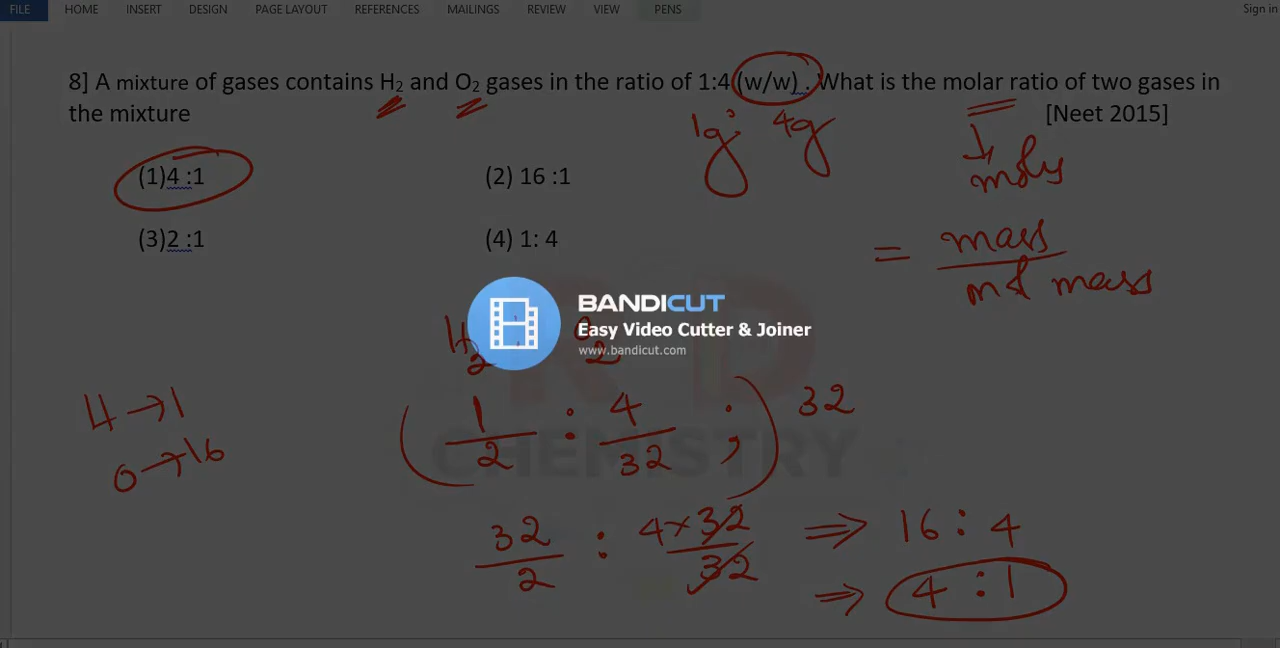 FILE HOME INSERT DESIGN PAGE LAYOUT REFERENCES MAILINGS REVIEW VIEW PENS Sign in
8] A mixture of gases contains H₂ and O₂ gases in the ratio of 1:4 (w/w) . What is the molar ratio of two gases in
the mixture [Neet 2015]
1g : 4g
moles
(1)4 :1 (2) 16 :1
(3)2 :1 (4) 1: 4
= mass / mol mass
BANDICUT
Easy Video Cutter & Joiner
www.bandicut.com
H₂ : O₂
H → 1
O → 16
(1/2 : 4/32 ;) 32
CHEMISTRY
32/2 : 4×32/32 ⇒ 16 : 4
⇒ 4 : 1